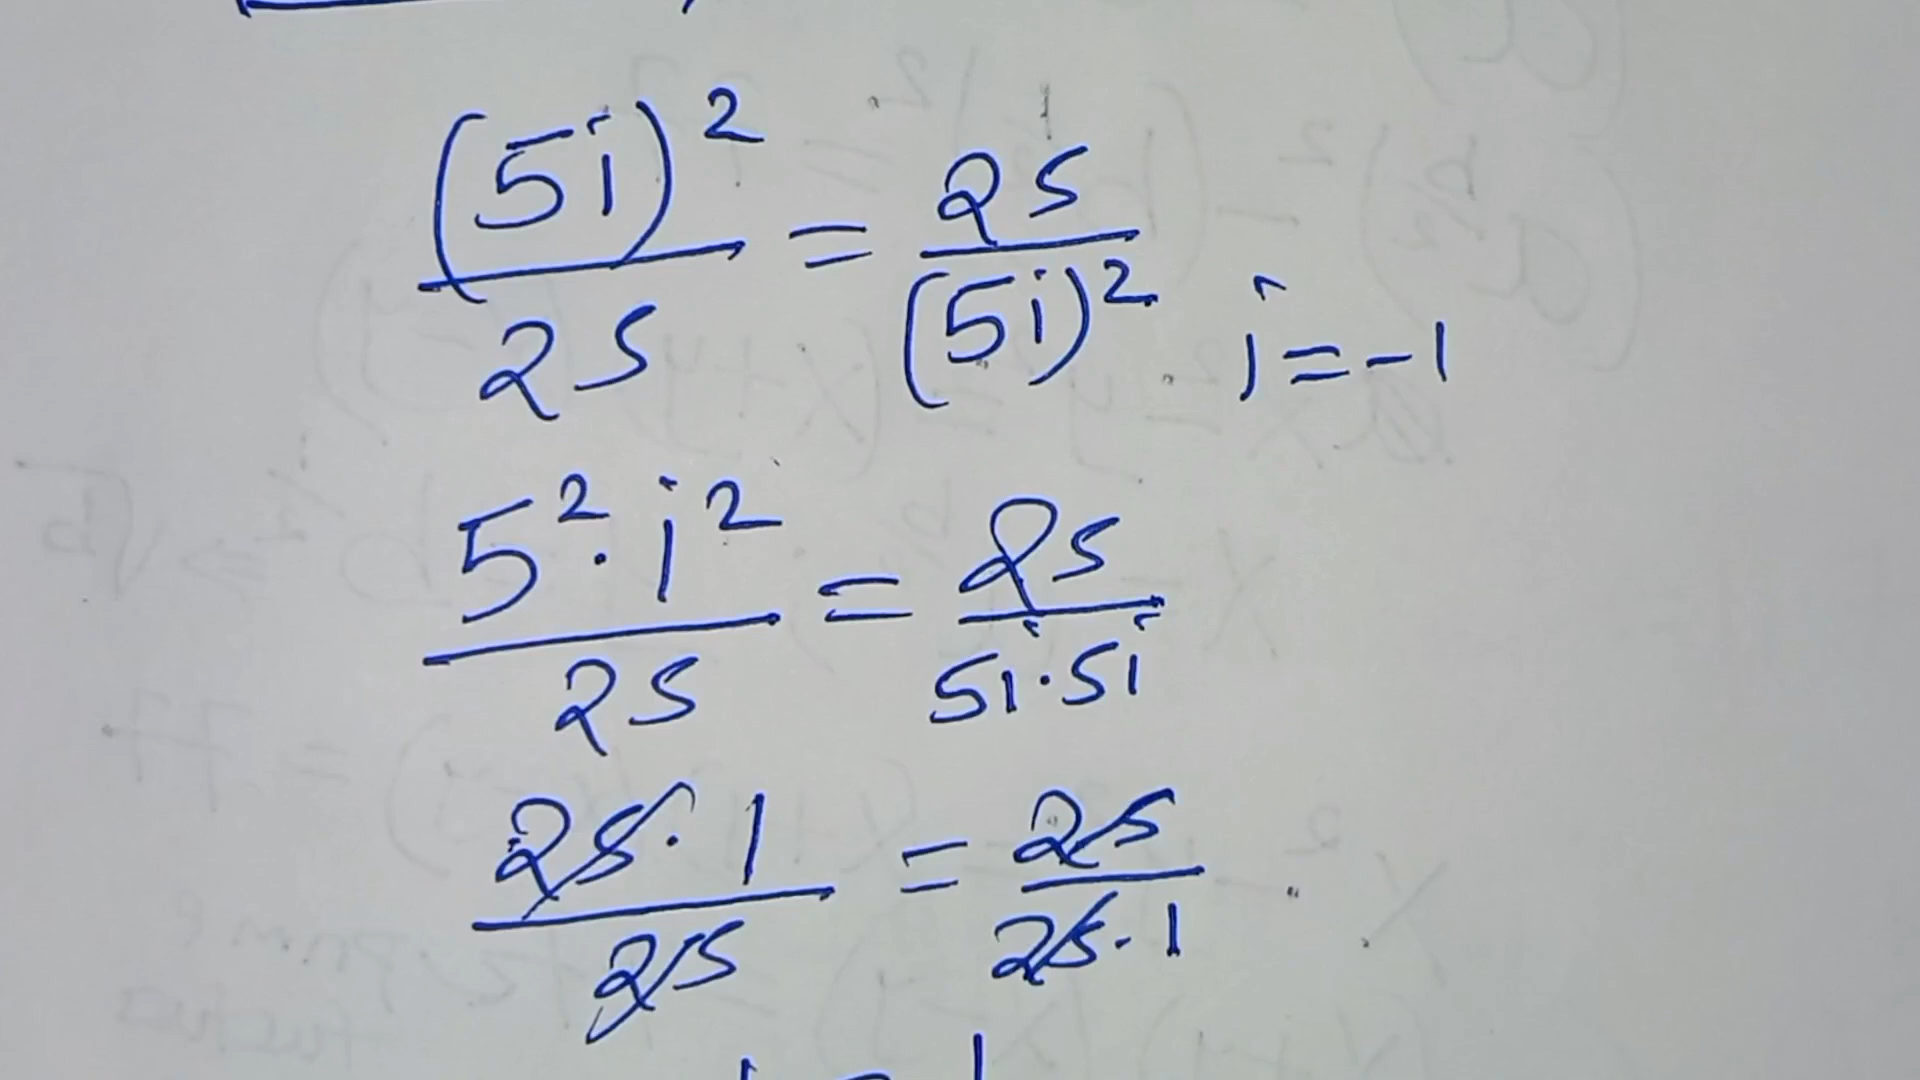 (5i)²/25 = 25/(5i)² i = -1
5²·i²/25 = 25/5i·5i
25·1/25 = 25/25·1